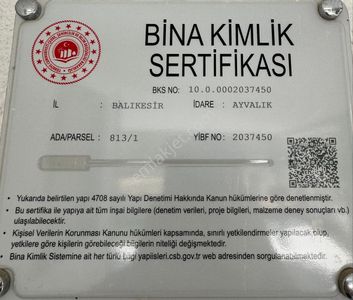 BİNA KİMLİK
SERTİFİKASI
BKS NO: 10.0.0002037450
İL : BALIKESİR İDARE : AYVALIK
ADA/PARSEL : 813/1 YİBF NO : 2037450
• Yukarıda belirtilen yapı 4708 sayılı Yapı Denetimi Hakkında Kanun hükümlerine göre denetlenmiştir.
• Bu sertifika ile yapıya ait tüm inşai bilgilere (denetim verileri, proje bilgileri, malzeme deney sonuçları vb.)
ulaşılabilecektir.
• Kişisel Verilerin Korunması Kanunu hükümleri kapsamında, sınırlı yetkilendirmeler yapılacak olup,
yetkilere göre kişilerin görebileceği bilgilerin niteliği değişmektedir.
• Bina Kimlik Sistemine ait her türlü bilgi yapiisleri.csb.gov.tr web adresinden sorgulanabilmektedir.